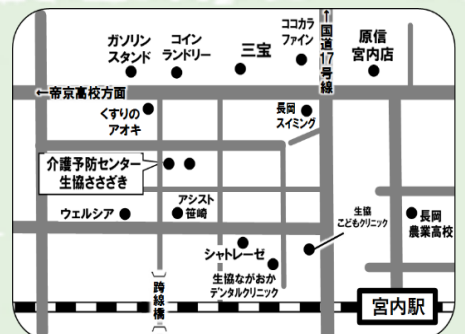 ココカラ
ファイン
ガソリン
スタンド
コイン
ランドリー
三宝
↑国道17号線
原信
宮内店
←帝京高校方面
くすりの
アオキ
長岡
スイミング
介護予防センター
生協ささざき
ウェルシア
アシスト
笹崎
生協
こどもクリニック
長岡
農業高校
シャトレーゼ
生協ながおか
デンタルクリニック
跨線橋
宮内駅